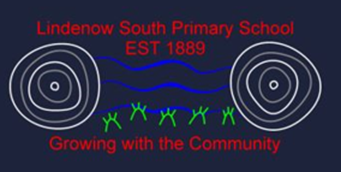 Lindenow South Primary School
EST 1889
Growing with the Community